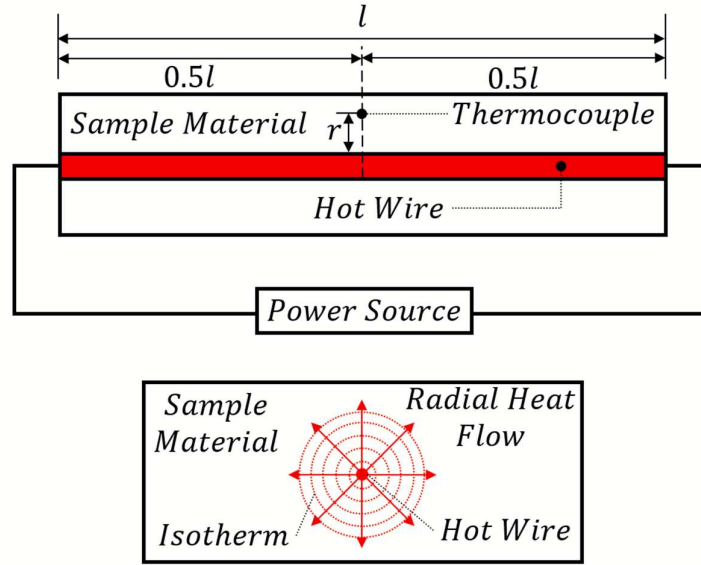 l
0.5l
0.5l
Sample Material
r
Thermocouple
Hot Wire
Power Source
Sample
Material
Radial Heat
Flow
Isotherm
Hot Wire